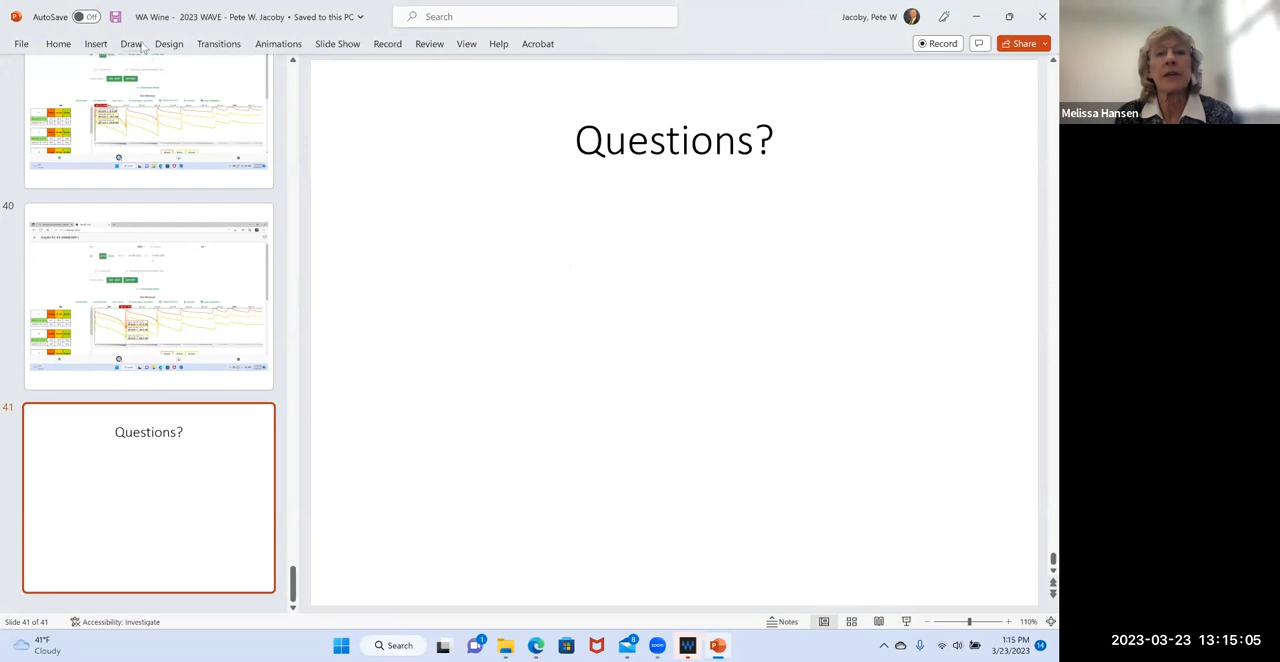 AutoSave Off WA Wine - 2023 WAVE - Pete W. Jacoby • Saved to this PC Search Jacoby, Pete W
File Home Insert Draw Design Transitions Animations Slide Show Record Review View Help Acrobat Record Share
Melissa Hansen
Questions?
40
41
Questions?
Slide 41 of 41 Accessibility: Investigate Notes 110%
41°F
Cloudy
Search
1
8
1:15 PM
3/23/2023
14
2023-03-23 13:15:05